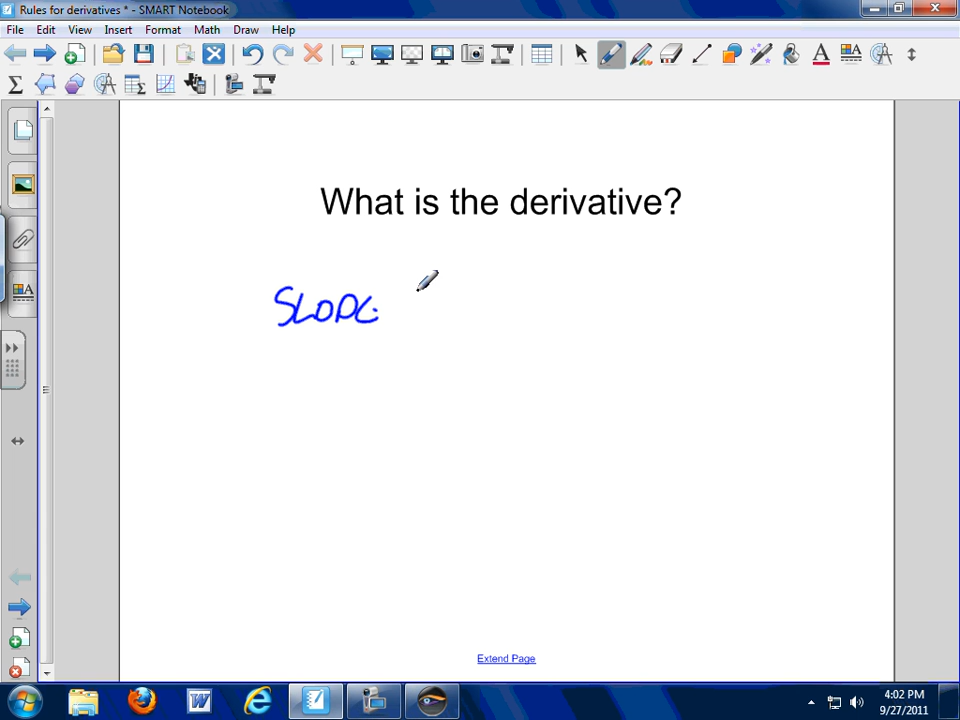 Rules for derivatives * - SMART Notebook
File Edit View Insert Format Math Draw Help
What is the derivative?
SLOPE
Extend Page
4:02 PM
9/27/2011